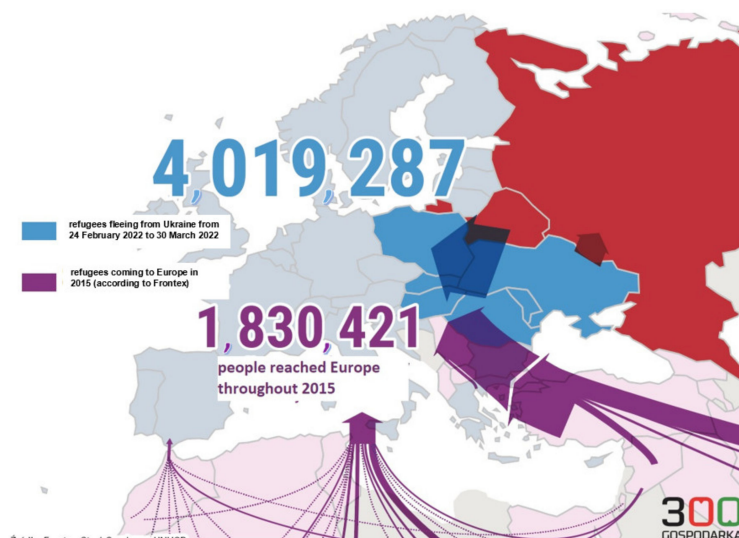 4,019,287
refugees fleeing from Ukraine from
24 February 2022 to 30 March 2022
refugees coming to Europe in
2015 (according to Frontex)
1,830,421
people reached Europe
throughout 2015
300
GOSPODARKA